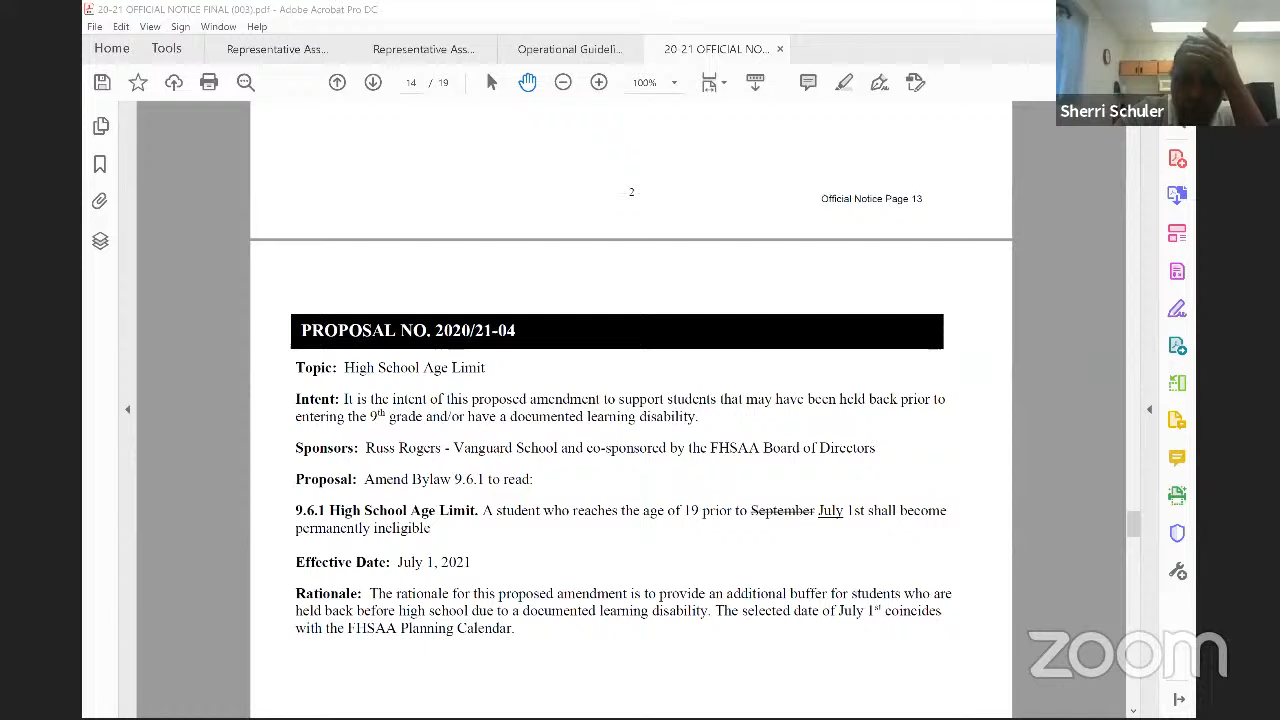 20-21 OFFICIAL NOTICE FINAL (003).pdf - Adobe Acrobat Pro DC
File Edit View Sign Window Help
Home Tools Representative Ass... Representative Ass... Operational Guideli... 20-21 OFFICIAL NO... ×
14 / 19 100%
Sherri Schuler
2
Official Notice Page 13
PROPOSAL NO. 2020/21-04
Topic: High School Age Limit
Intent: It is the intent of this proposed amendment to support students that may have been held back prior to
entering the 9th grade and/or have a documented learning disability.
Sponsors: Russ Rogers - Vanguard School and co-sponsored by the FHSAA Board of Directors
Proposal: Amend Bylaw 9.6.1 to read:
9.6.1 High School Age Limit. A student who reaches the age of 19 prior to September July 1st shall become
permanently ineligible
Effective Date: July 1, 2021
Rationale: The rationale for this proposed amendment is to provide an additional buffer for students who are
held back before high school due to a documented learning disability. The selected date of July 1st coincides
with the FHSAA Planning Calendar.
zoom